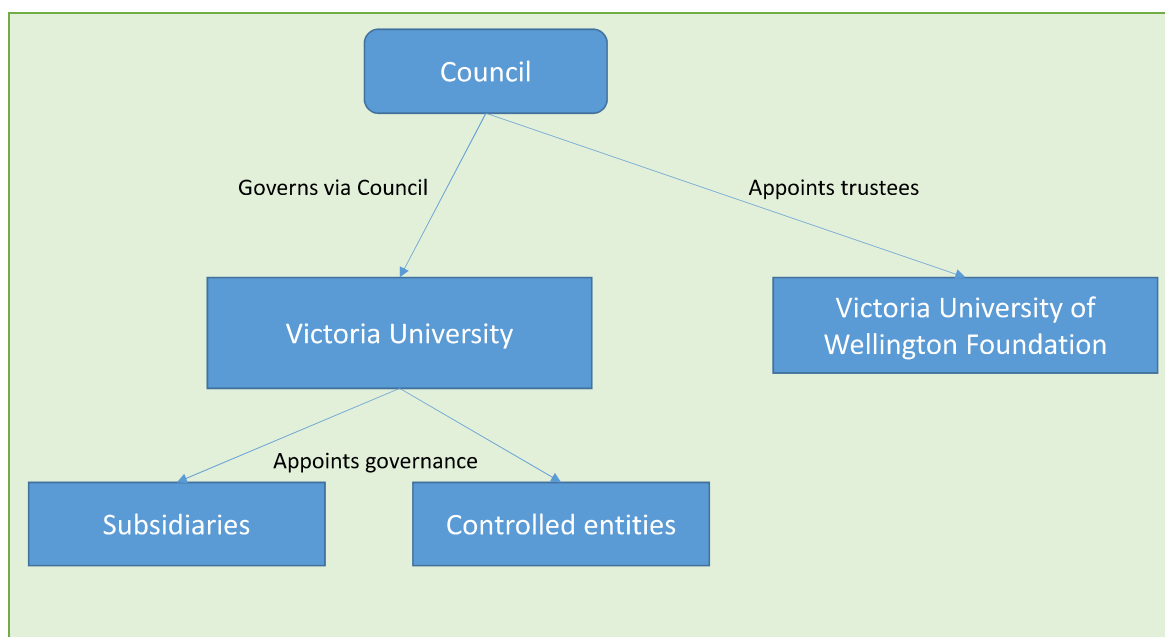 Council
Governs via Council
Appoints trustees
Victoria University
Victoria University of
Wellington Foundation
Appoints governance
Subsidiaries
Controlled entities